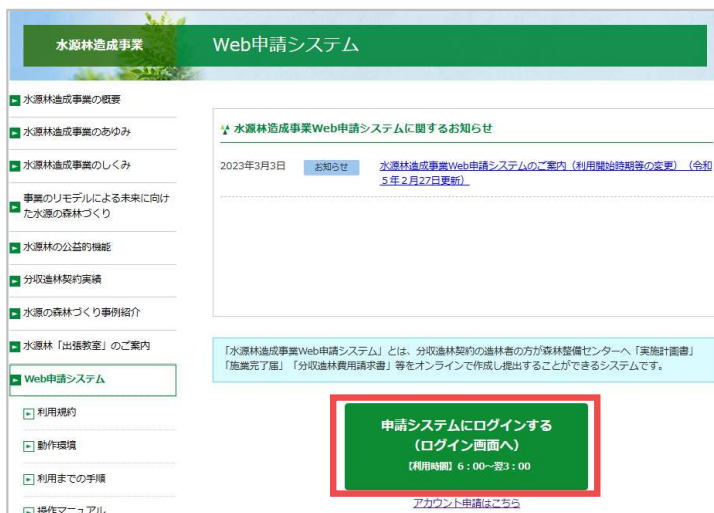 水源林造成事業
Web申請システム
水源林造成事業の概要
水源林造成事業のあゆみ
水源林造成事業のしくみ
事業のリモデルによる未来に向け
た水源の森林づくり
水源林の公益的機能
分収造林契約実績
水源の森林づくり事例紹介
水源林「出張教室」のご案内
Web申請システム
利用規約
動作環境
利用までの手順
操作マニュアル
水源林造成事業Web申請システムに関するお知らせ
2023年3月3日 お知らせ 水源林造成事業Web申請システムのご案内（利用開始時期等の変更）（令和
5年2月27日更新）
「水源林造成事業Web申請システム」とは、分収造林契約の造林者の方が森林整備センターへ「実施計画書」
「施業完了届」「分収造林費用請求書」等をオンラインで作成し提出することができるシステムです。
申請システムにログインする
（ログイン画面へ）
【利用時間】6：00～翌3：00
アカウント申請はこちら